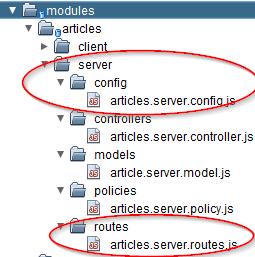 modules
articles
client
server
config
articles.server.config.js
controllers
articles.server.controller.js
models
article.server.model.js
policies
articles.server.policy.js
routes
articles.server.routes.js